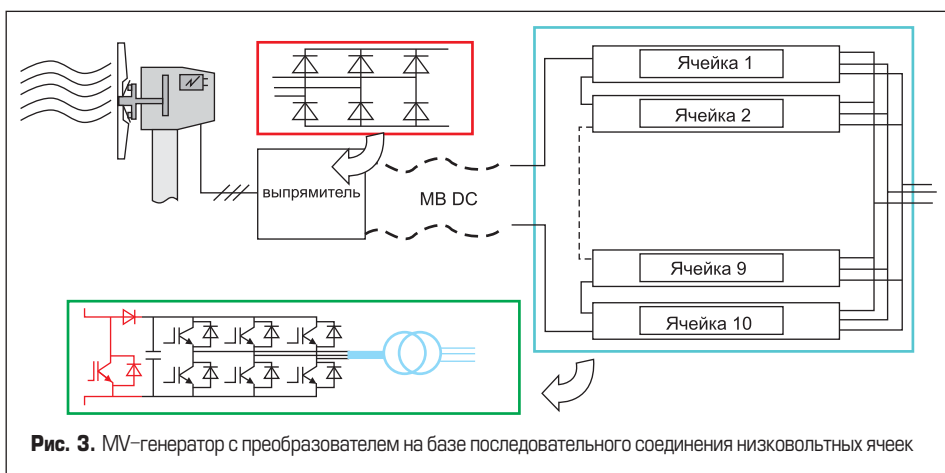 Ячейка 1
Ячейка 2
выпрямитель
МВ DC
Ячейка 9
Ячейка 10
Рис. 3. MV–генератор с преобразователем на базе последовательного соединения низковольтных ячеек